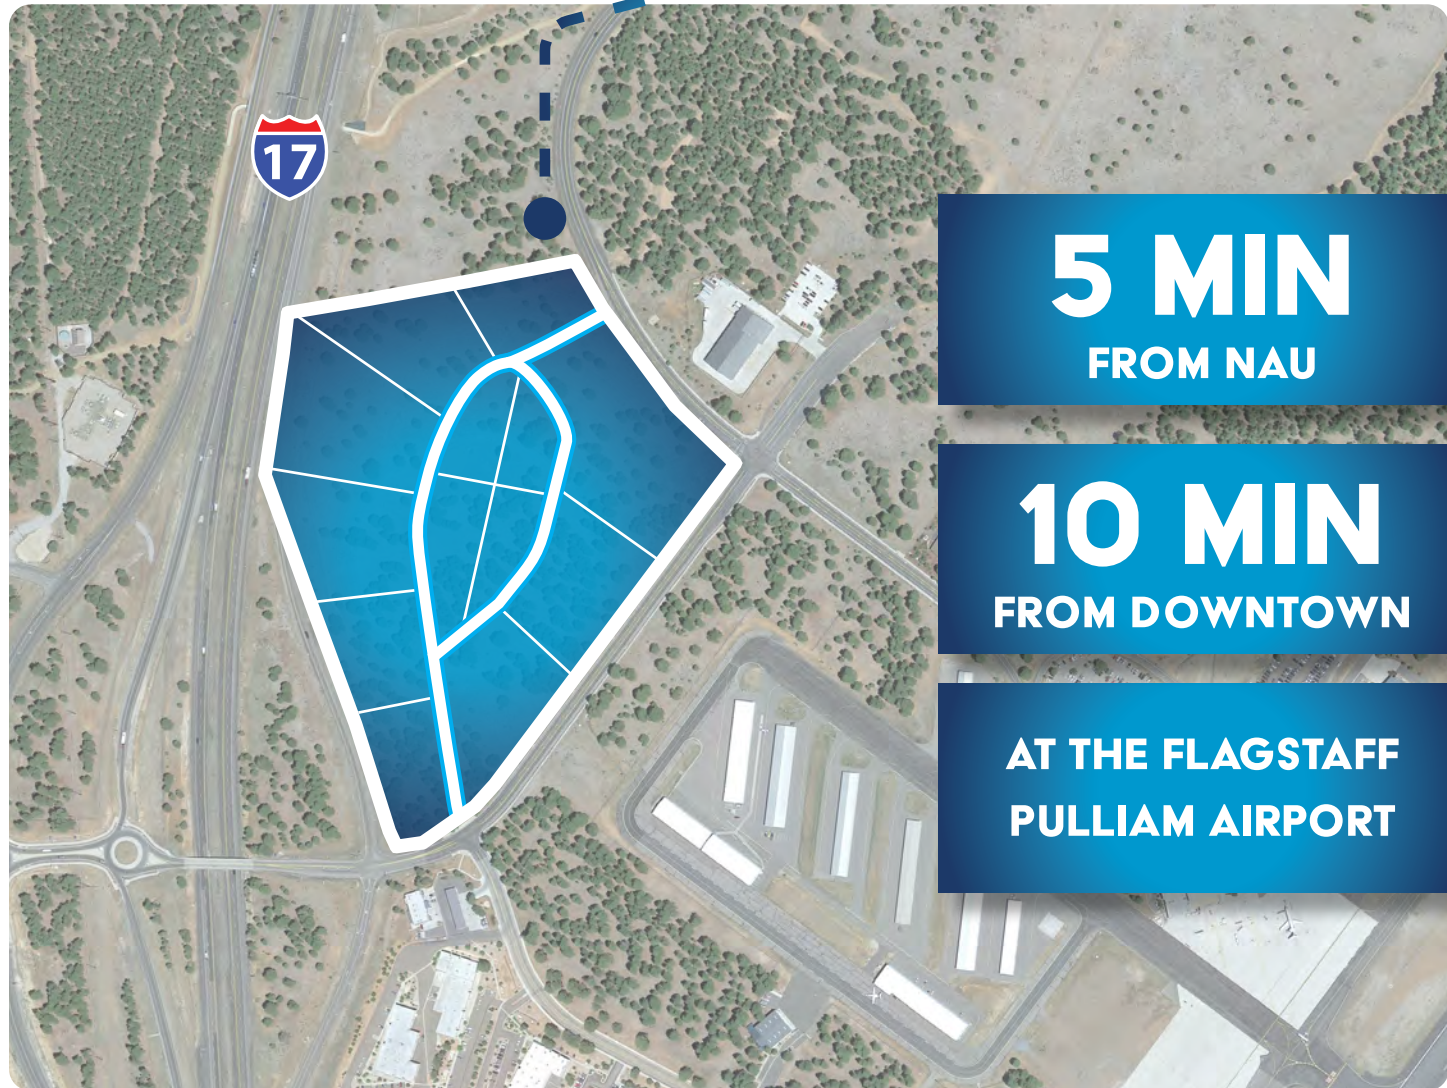 17
5 MIN
FROM NAU
10 MIN
FROM DOWNTOWN
AT THE FLAGSTAFF
PULLIAM AIRPORT